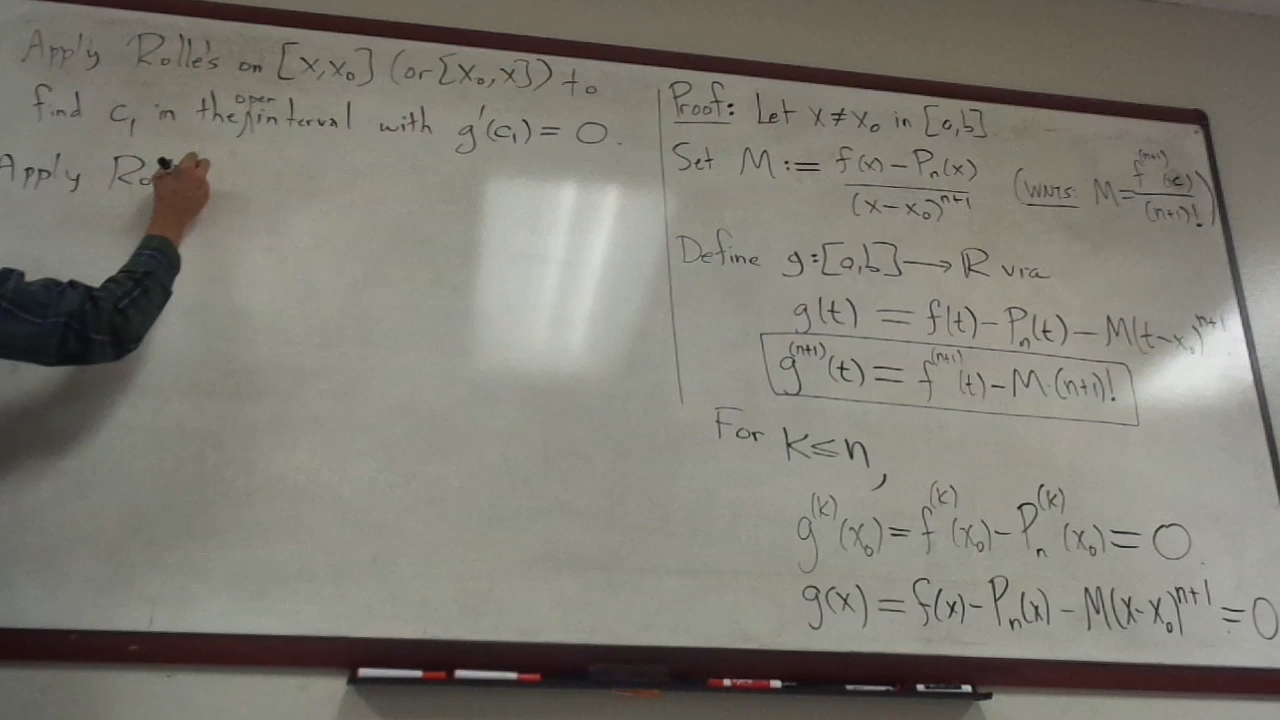 Apply Rolle's on [x,x₀] (or [x₀,x]) to
find c₁ in the open interval with g'(c₁) = 0.
Apply Ro
Proof: Let x ≠ x₀ in [a,b]
Set M := (f(x) − Pₙ(x))/(x−x₀)ⁿ⁺¹ (WNTS M = f⁽ⁿ⁺¹⁾(c)/(n+1)!)
Define g:[a,b] → R via
g(t) = f(t) − Pₙ(t) − M(t−x₀)ⁿ⁺¹
g⁽ⁿ⁺¹⁾(t) = f⁽ⁿ⁺¹⁾(t) − M·(n+1)!
For k ≤ n,
g⁽ᵏ⁾(x₀) = f⁽ᵏ⁾(x₀) − Pₙ⁽ᵏ⁾(x₀) = 0.
g(x) = f(x) − Pₙ(x) − M(x−x₀)ⁿ⁺¹ = 0